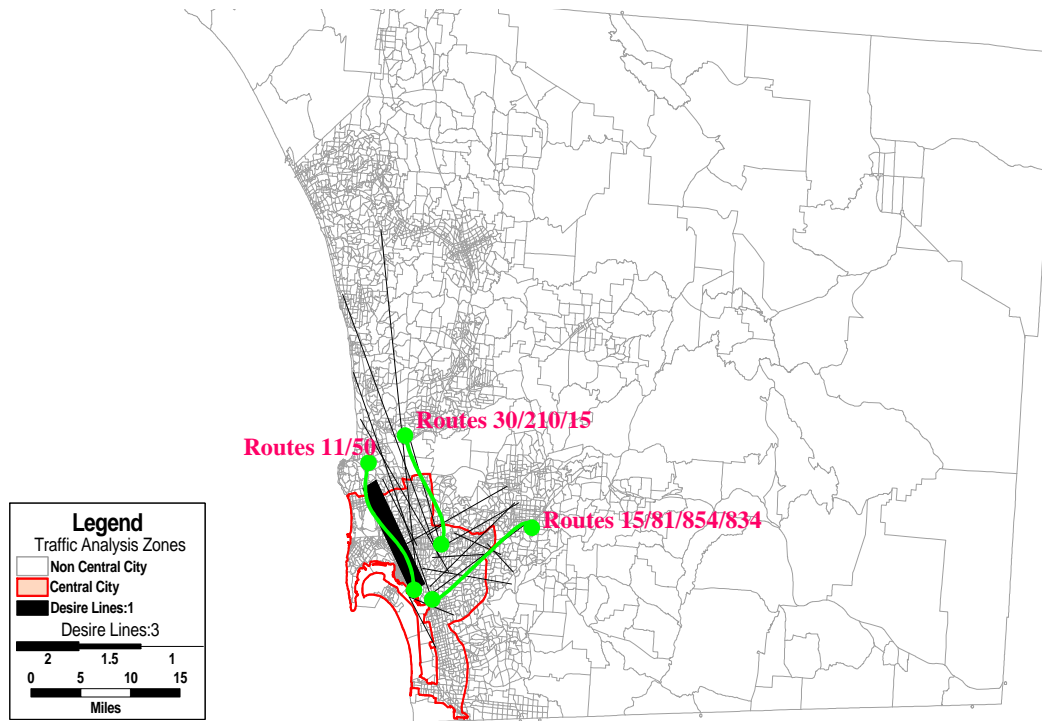 Routes 30/210/15
Routes 11/50
Routes 15/81/854/834
Legend
Traffic Analysis Zones
Non Central City
Central City
Desire Lines:1
Desire Lines:3
2 1.5 1
0 5 10 15
Miles